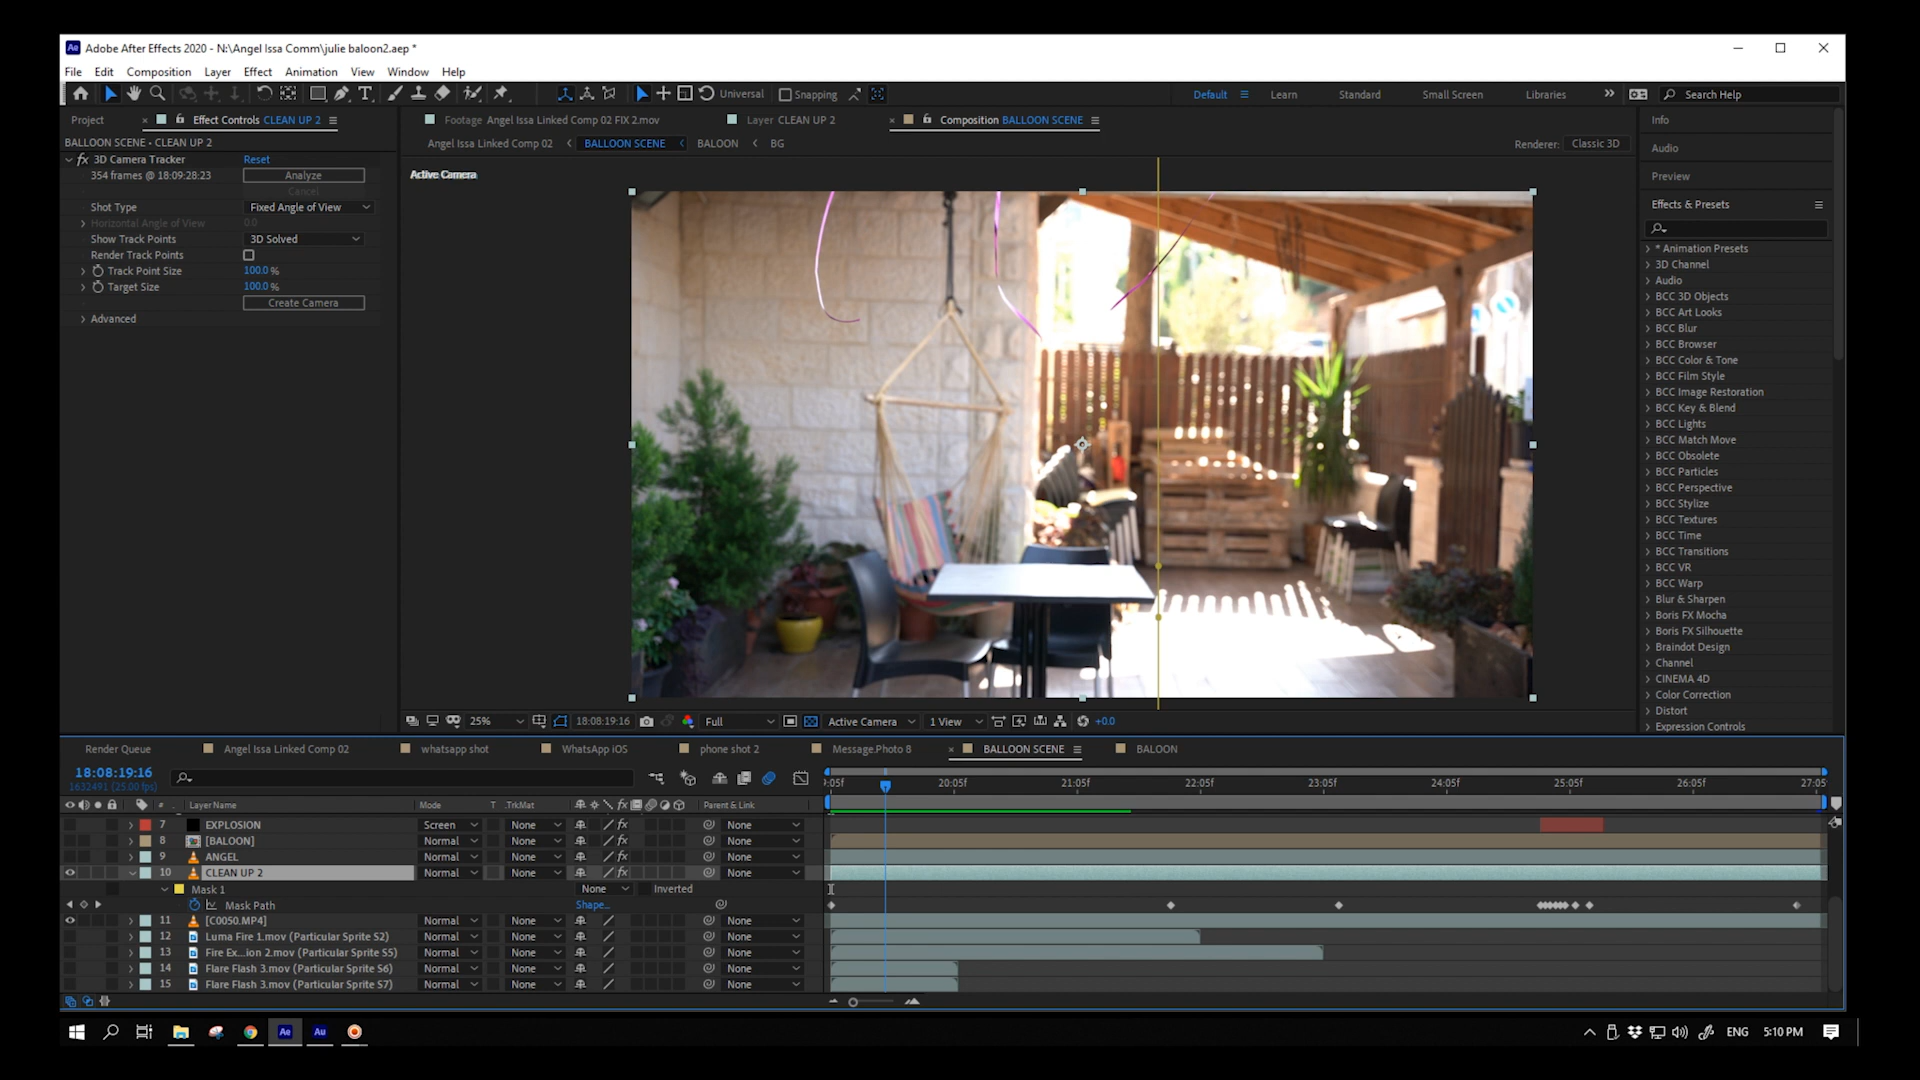 Adobe After Effects 2020 - N:\Angel Issa Comm\julie baloon2.aep *
File Edit Composition Layer Effect Animation View Window Help
Universal Snapping Default Learn Standard Small Screen Libraries Search Help
Project Effect Controls CLEAN UP 2 Footage Angel Issa Linked Comp 02 FIX 2.mov Layer CLEAN UP 2 Composition BALLOON SCENE
BALLOON SCENE • CLEAN UP 2
3D Camera Tracker Reset
354 frames @ 18:09:28:23 Analyze
Cancel
Shot Type Fixed Angle of View
Horizontal Angle of View 0.0
Show Track Points 3D Solved
Render Track Points
Track Point Size 100.0 %
Target Size 100.0 %
Create Camera
Advanced
Angel Issa Linked Comp 02 BALLOON SCENE BALOON BG Renderer: Classic 3D
Active Camera
25% 18:08:19:16 Full Active Camera 1 View +0.0
Info
Audio
Preview
Effects & Presets
* Animation Presets
3D Channel
Audio
BCC 3D Objects
BCC Art Looks
BCC Blur
BCC Browser
BCC Color & Tone
BCC Film Style
BCC Image Restoration
BCC Key & Blend
BCC Lights
BCC Match Move
BCC Obsolete
BCC Particles
BCC Perspective
BCC Stylize
BCC Textures
BCC Time
BCC Transitions
BCC VR
BCC Warp
Blur & Sharpen
Boris FX Mocha
Boris FX Silhouette
Braindot Design
Channel
CINEMA 4D
Color Correction
Distort
Expression Controls
Render Queue Angel Issa Linked Comp 02 whatsapp shot WhatsApp iOS phone shot 2 Message.Photo 8 BALLOON SCENE BALOON
18:08:19:16
1632491 (25.00 fps)
:05f 20:05f 21:05f 22:05f 23:05f 24:05f 25:05f 26:05f 27:05f
# Layer Name Mode T .TrkMat Parent & Link
7 EXPLOSION Screen None None
8 [BALOON] Normal None None
9 ANGEL Normal None None
10 CLEAN UP 2 Normal None None
Mask 1 None Inverted
Mask Path Shape...
11 [C0050.MP4] Normal None None
12 Luma Fire 1.mov (Particular Sprite S2) Normal None None
13 Fire Ex...ion 2.mov (Particular Sprite S5) Normal None None
14 Flare Flash 3.mov (Particular Sprite S6) Normal None None
15 Flare Flash 3.mov (Particular Sprite S7) Normal None None
Ae Au ENG 5:10 PM